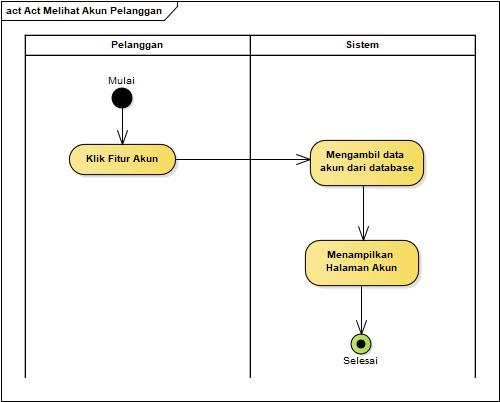 act Act Melihat Akun Pelanggan
Pelanggan
Sistem
Mulai
Klik Fitur Akun
Mengambil data
akun dari database
Menampilkan
Halaman Akun
Selesai